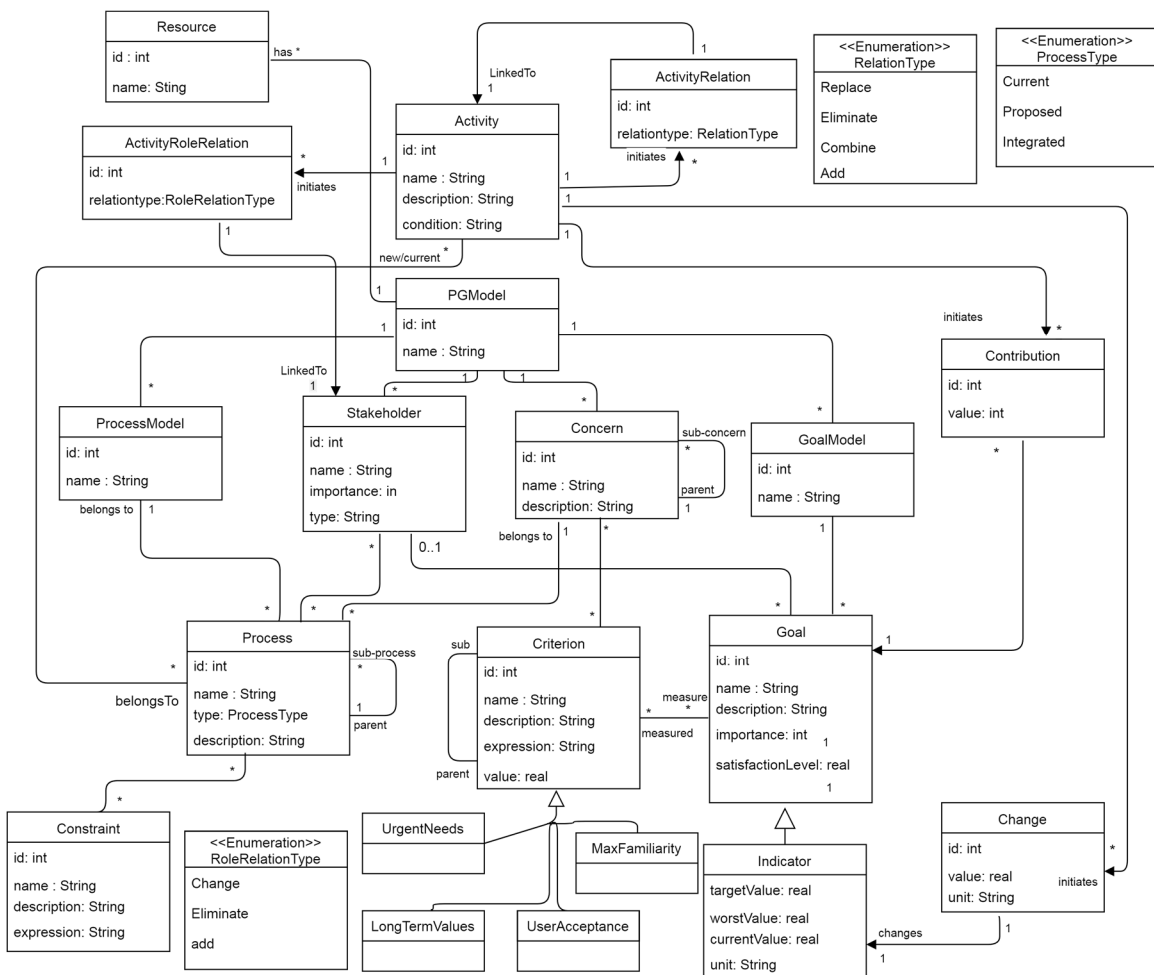 Resource
id : int
name: Sting
has *
1
ActivityRelation
id: int
relationtype: RelationType
LinkedTo
1
initiates
*
<<Enumeration>>
RelationType
Replace
Eliminate
Combine
Add
<<Enumeration>>
ProcessType
Current
Proposed
Integrated
ActivityRoleRelation
id: int
relationtype:RoleRelationType
*
initiates
1
Activity
id: int
name : String
description: String
condition: String
1
1
1
new/current
*
1
PGModel
id: int
name : String
1
1
1
1
1
LinkedTo
1
*
*
*
*
initiates
*
Contribution
id: int
value: int
*
ProcessModel
id: int
name : String
belongs to
1
Stakeholder
id: int
name : String
importance: in
type: String
*
0..1
Concern
id: int
name : String
description: String
sub-concern
*
parent
1
belongs to
1
*
GoalModel
id: int
name : String
1
*
*
*
*
*
*
Process
id: int
name : String
type: ProcessType
description: String
sub-process
*
1
parent
*
belongsTo
*
Criterion
id: int
name : String
description: String
expression: String
value: real
sub
parent
measure
*
*
measured
Goal
id: int
name : String
description: String
importance: int
1
satisfactionLevel: real
1
1
*
Constraint
id: int
name : String
description: String
expression: String
<<Enumeration>>
RoleRelationType
Change
Eliminate
add
UrgentNeeds
MaxFamiliarity
LongTermValues
UserAcceptance
Indicator
targetValue: real
worstValue: real
currentValue: real
unit: String
Change
id: int
value: real
unit: String
*
initiates
changes
1
1